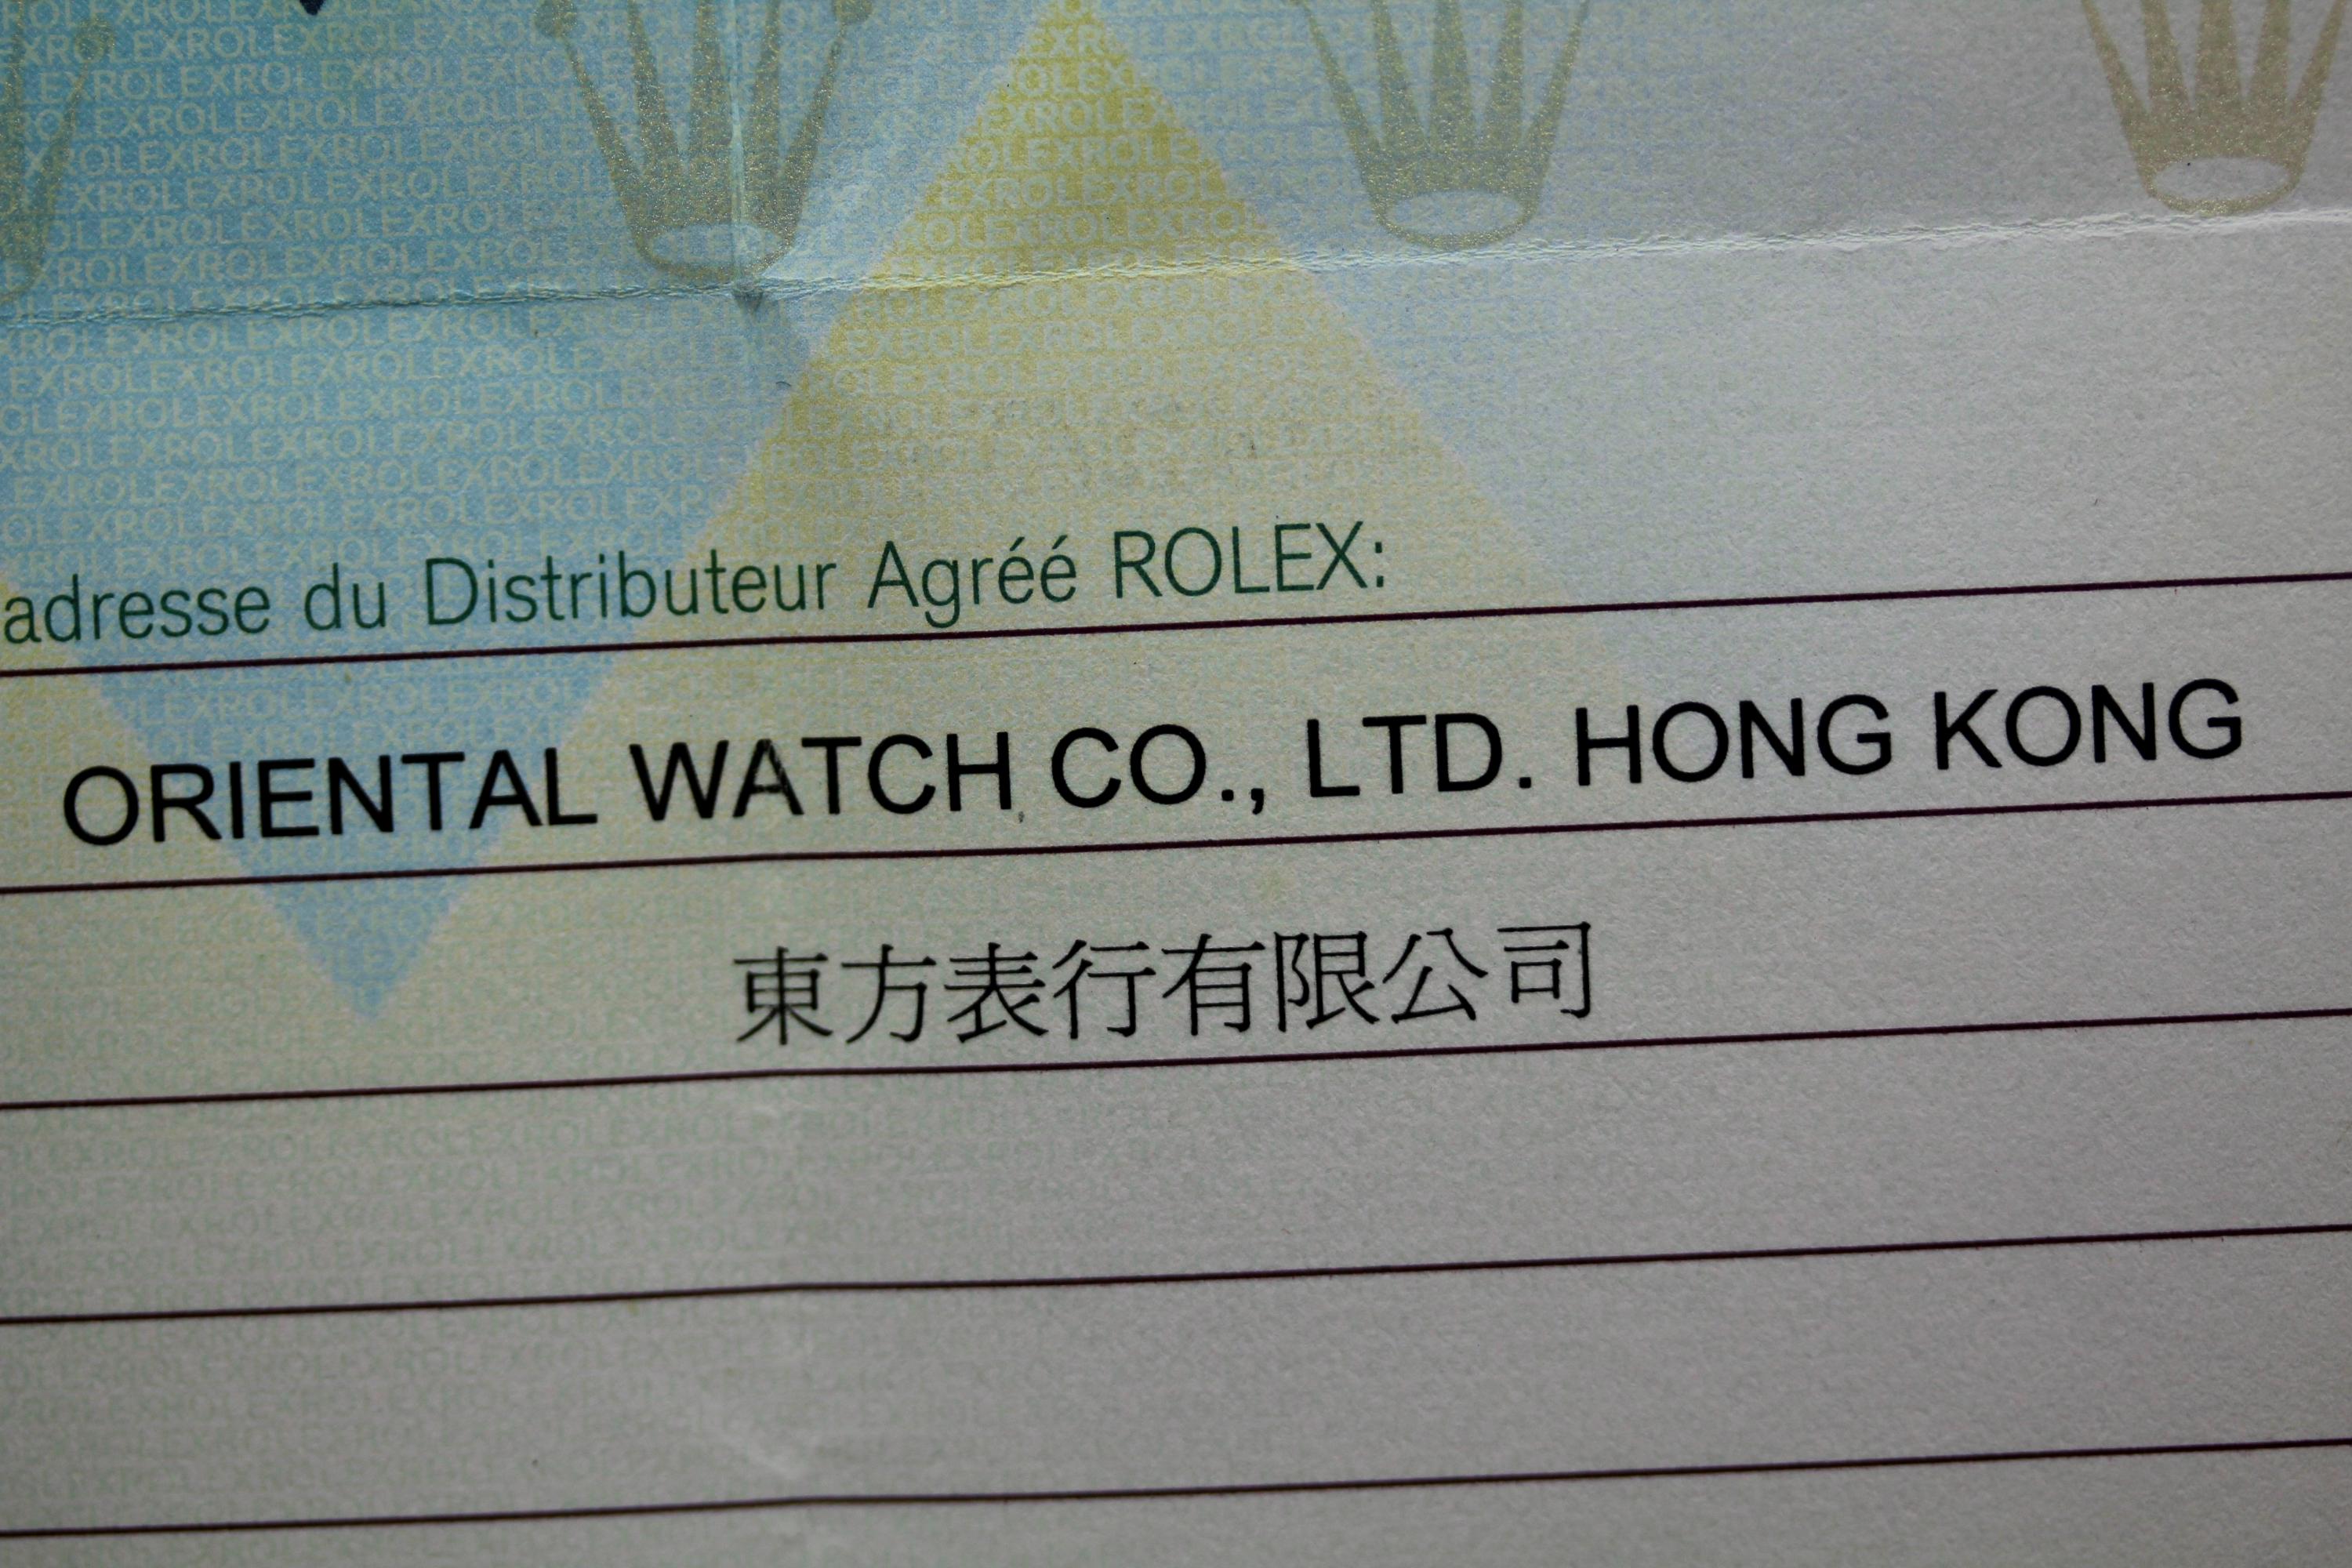 adresse du Distributeur Agréé ROLEX:
ORIENTAL WATCH CO., LTD. HONG KONG
東方表行有限公司